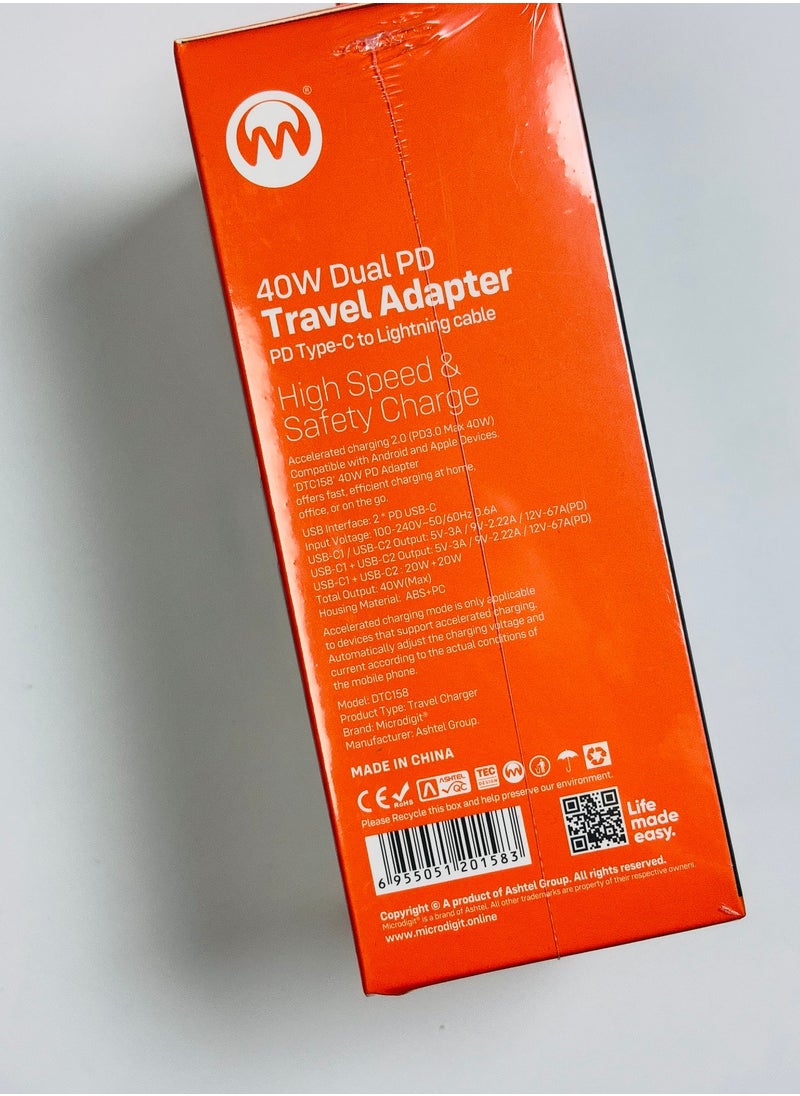 ®
40W Dual PD
Travel Adapter
PD Type-C to Lightning cable
High Speed &
Safety Charge
Accelerated charging 2.0 (PD3.0 Max 40W)
Compatible with Android and Apple Devices.
'DTC158' 40W PD Adapter
offers fast, efficient charging at home,
office, or on the go.
USB Interface: 2 * PD USB-C
Input Voltage: 100-240V~50/60Hz 0.6A
USB-C1 / USB-C2 Output: 5V-3A / 9V-2.22A / 12V-67A(PD)
USB-C1 + USB-C2 Output: 5V-3A / 9V-2.22A / 12V-67A(PD)
USB-C1 + USB-C2 : 20W +20W
Total Output: 40W(Max)
Housing Material: ABS+PC
Accelerated charging mode is only applicable
to devices that support accelerated charging.
Automatically adjust the charging voltage and
current according to the actual conditions of
the mobile phone.
Model: DTC158
Product Type: Travel Charger
Brand: Microdigit®
Manufacturer: Ashtel Group.
MADE IN CHINA
CE RoHS ASHTEL QC TEC DESIGN
Please Recycle this box and help preserve our environment.
6 955051 201583
Life
made
easy.
Copyright © A product of Ashtel Group. All rights reserved.
Microdigit® is a brand of Ashtel. All other trademarks are property of their respective owners.
www.microdigit.online